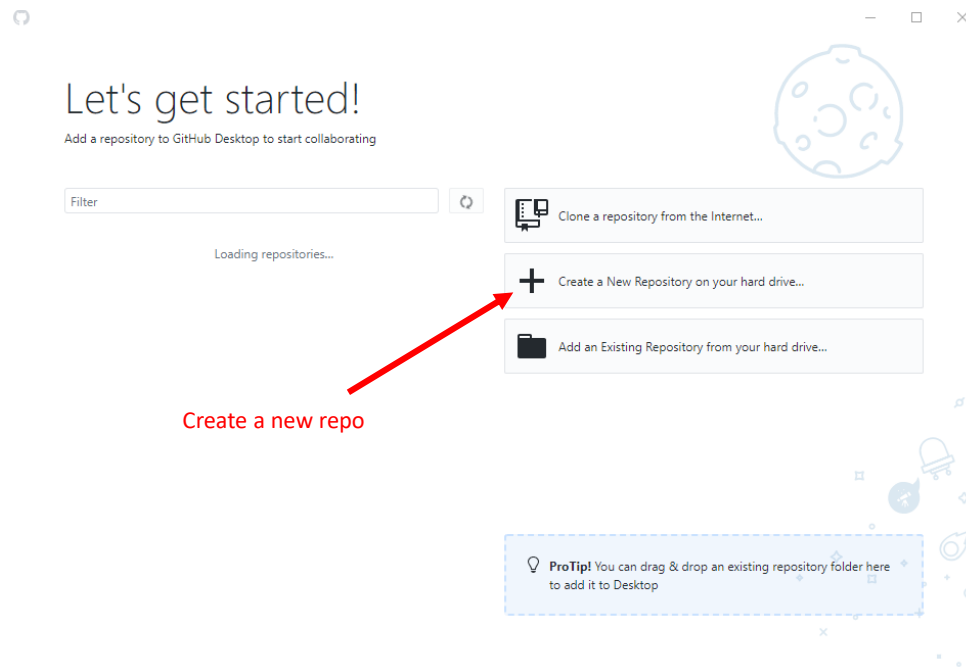 Let's get started!
Add a repository to GitHub Desktop to start collaborating
Filter
Loading repositories...
Clone a repository from the Internet...
Create a New Repository on your hard drive...
Add an Existing Repository from your hard drive...
Create a new repo
ProTip! You can drag & drop an existing repository folder here
to add it to Desktop